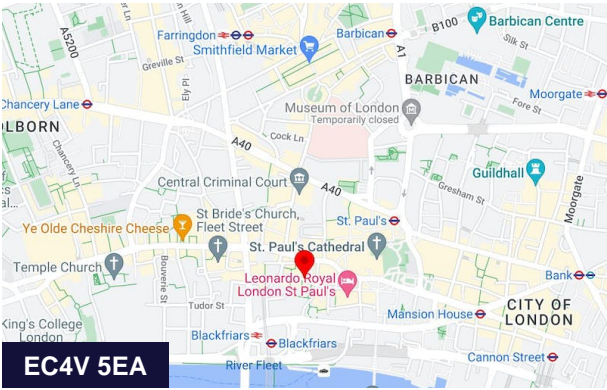 Barbican Centre
B100
Silk St
Farringdon
Barbican
A5200
Hill
Smithfield Market
A1
Greville St
Ely Pl
BARBICAN
Moorgate
Chancery Lane
Museum of London
Temporarily closed
Fore St
OLBORN
Cock Ln
A40
Chancery Ln
Guildhall
Central Criminal Court
A40
Gresham St
Moorgate
St Bride's Church,
Fleet Street
St. Paul's
Ye Olde Cheshire Cheese
St. Paul's Cathedral
Temple Church
Bouverie St
Leonardo Royal
London St Paul's
Bank
Tudor St
Mansion House
CITY OF
LONDON
King's College
London
Blackfriars
Blackfriars
Cannon Street
EC4V 5EA
River Fleet